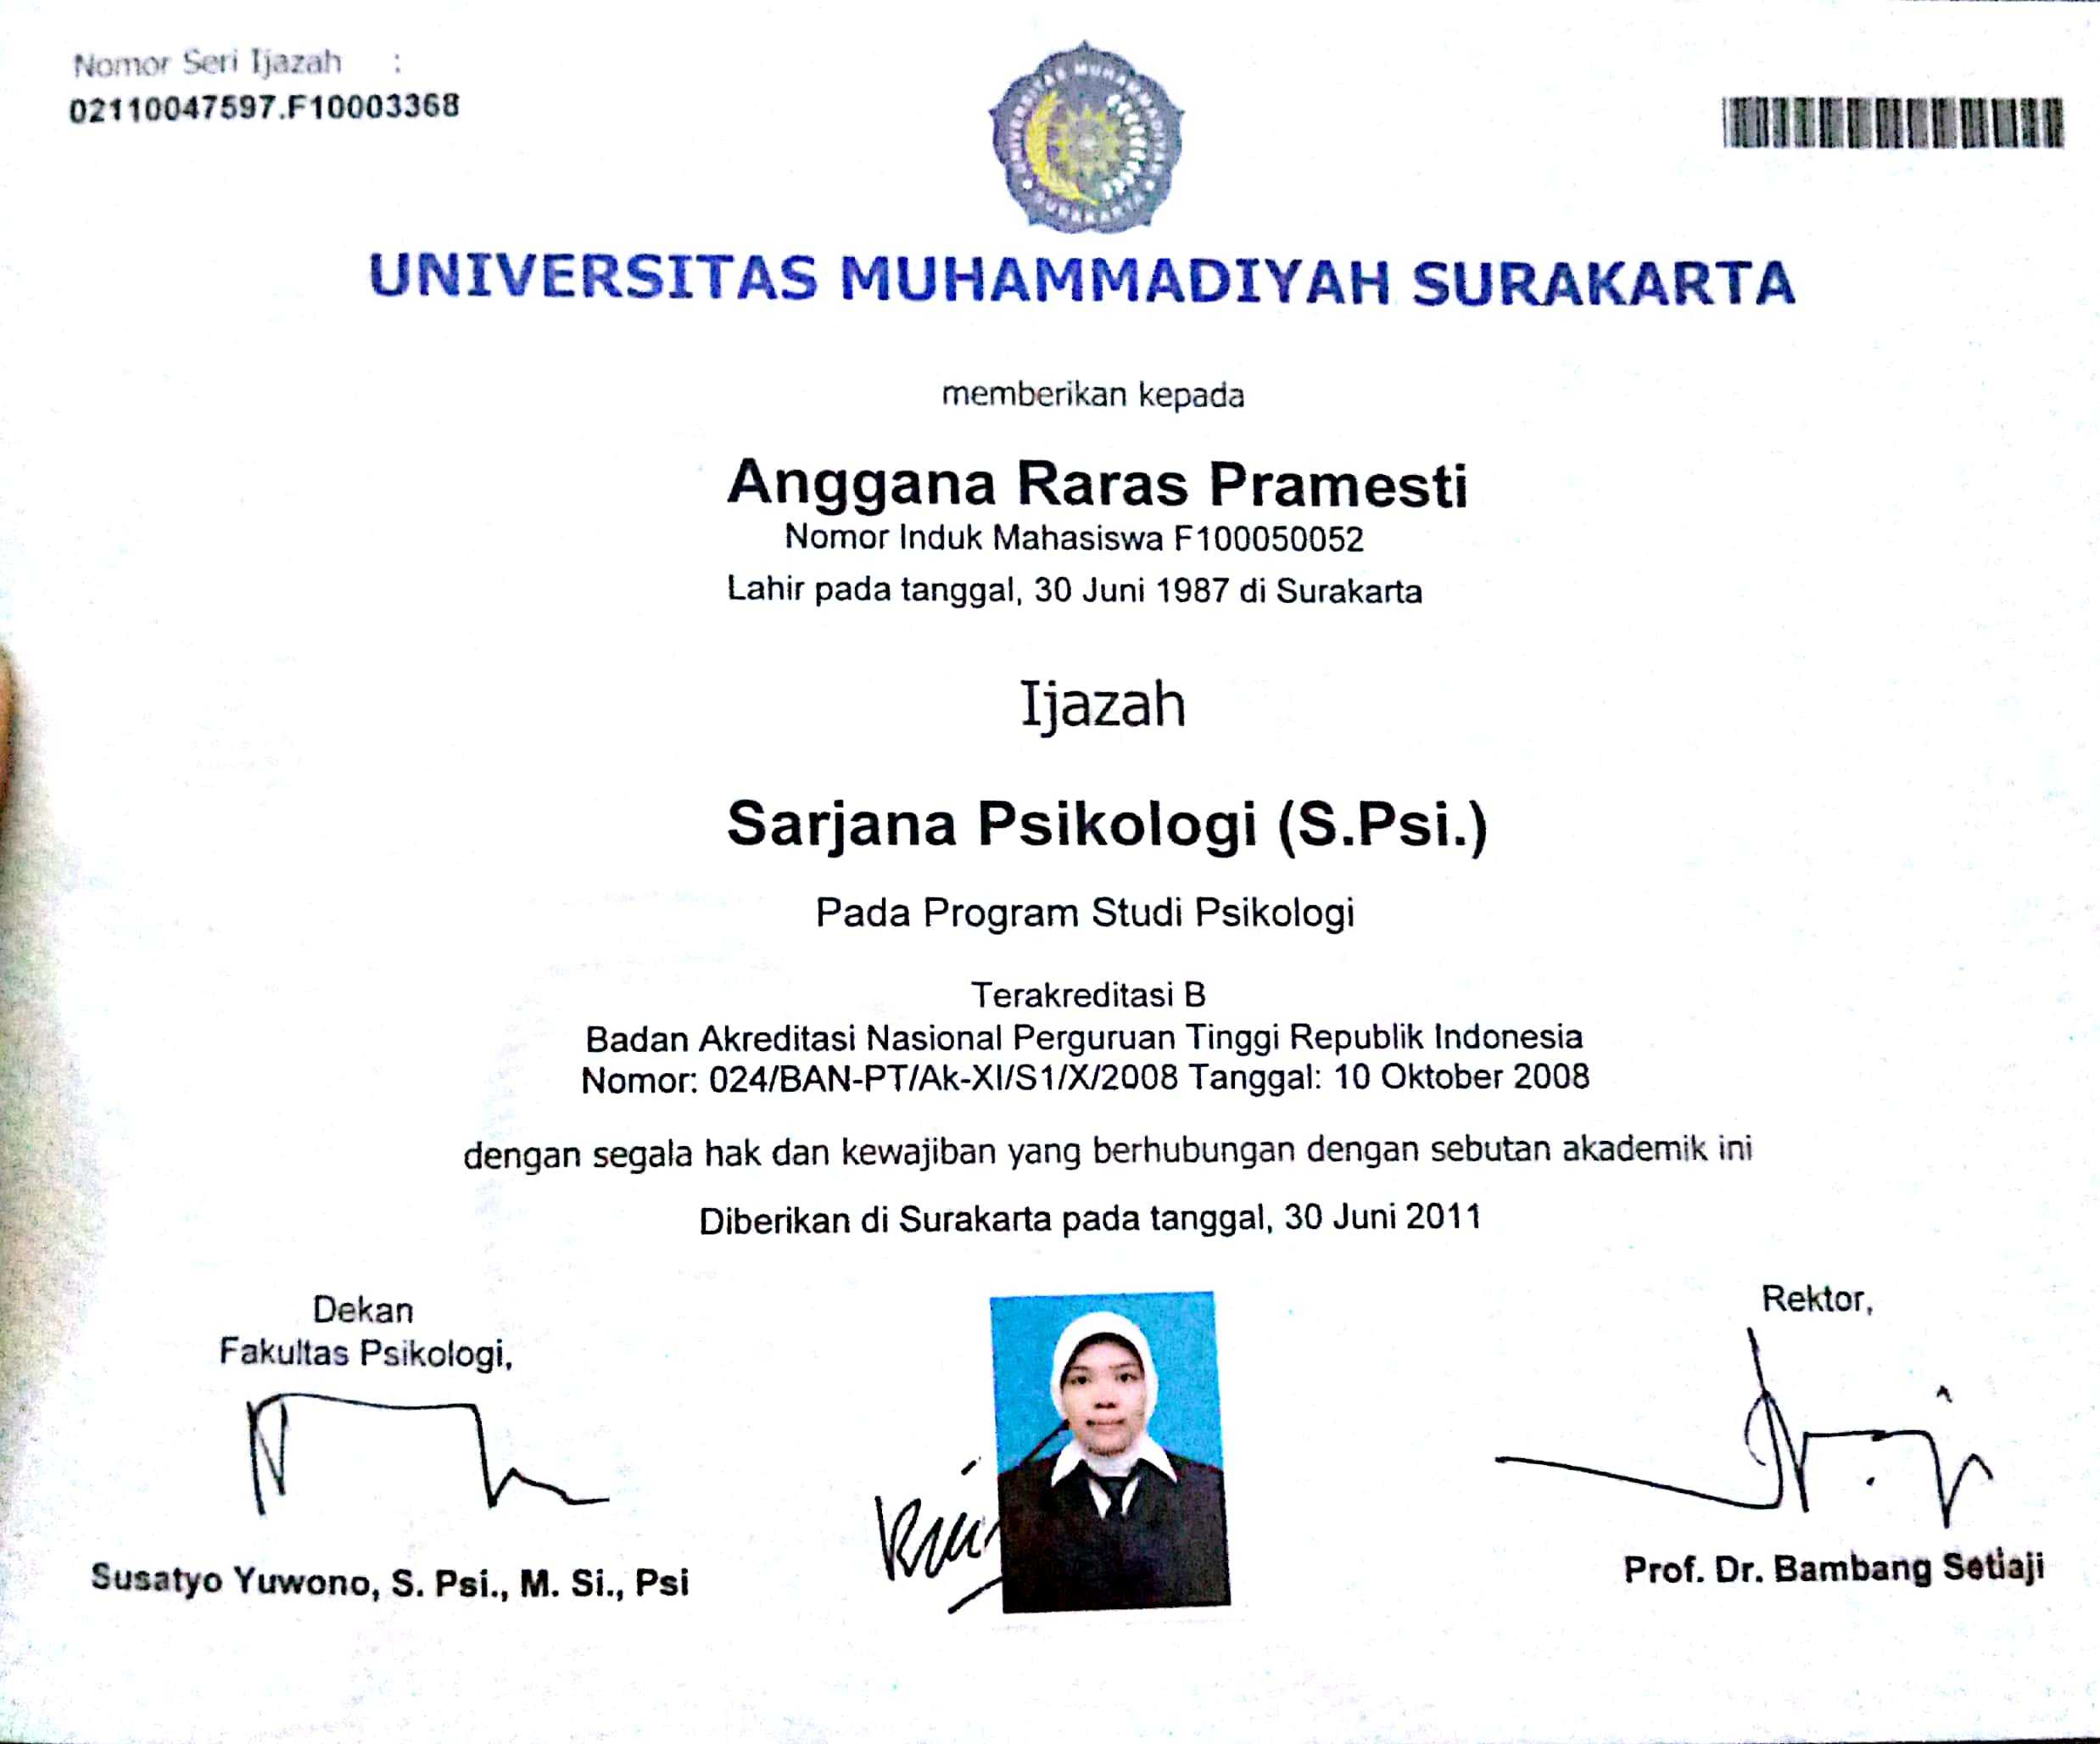 Nomor Seri Ijazah :
02110047597.F10003368
UNIVERSITAS MUHAMMADIYAH SURAKARTA
UNIVERSITAS MUHAMMADIYAH SURAKARTA
memberikan kepada
Anggana Raras Pramesti
Nomor Induk Mahasiswa F100050052
Lahir pada tanggal, 30 Juni 1987 di Surakarta
Ijazah
Sarjana Psikologi (S.Psi.)
Pada Program Studi Psikologi
Terakreditasi B
Badan Akreditasi Nasional Perguruan Tinggi Republik Indonesia
Nomor: 024/BAN-PT/Ak-XI/S1/X/2008 Tanggal: 10 Oktober 2008
dengan segala hak dan kewajiban yang berhubungan dengan sebutan akademik ini
Diberikan di Surakarta pada tanggal, 30 Juni 2011
Dekan
Fakultas Psikologi,
Susatyo Yuwono, S. Psi., M. Si., Psi
Rektor,
Prof. Dr. Bambang Setiaji